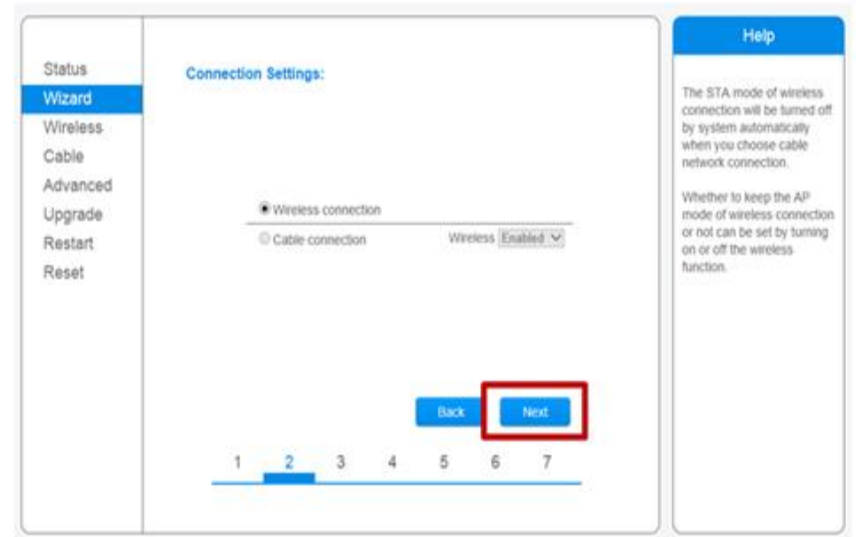 Status
Wizard
Wireless
Cable
Advanced
Upgrade
Restart
Reset
Connection Settings:
Wireless connection
Cable connection Wireless Enabled
Back Next
1 2 3 4 5 6 7
Help
The STA mode of wireless
connection will be turned off
by system automatically
when you choose cable
network connection.
Whether to keep the AP
mode of wireless connection
or not can be set by turning
on or off the wireless
function.